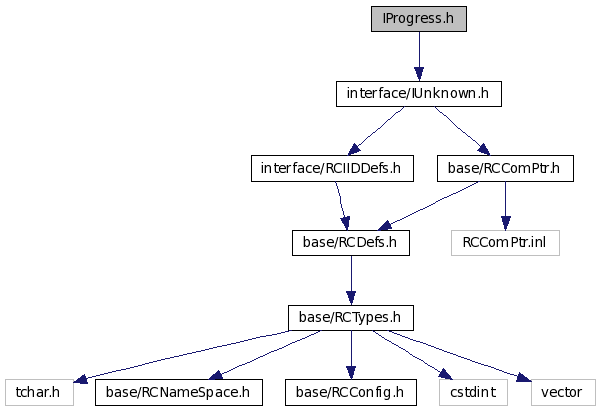 IProgress.h
interface/IUnknown.h
interface/RCIIDDefs.h
base/RCComPtr.h
base/RCDefs.h
RCComPtr.inl
base/RCTypes.h
tchar.h
base/RCNameSpace.h
base/RCConfig.h
cstdint
vector